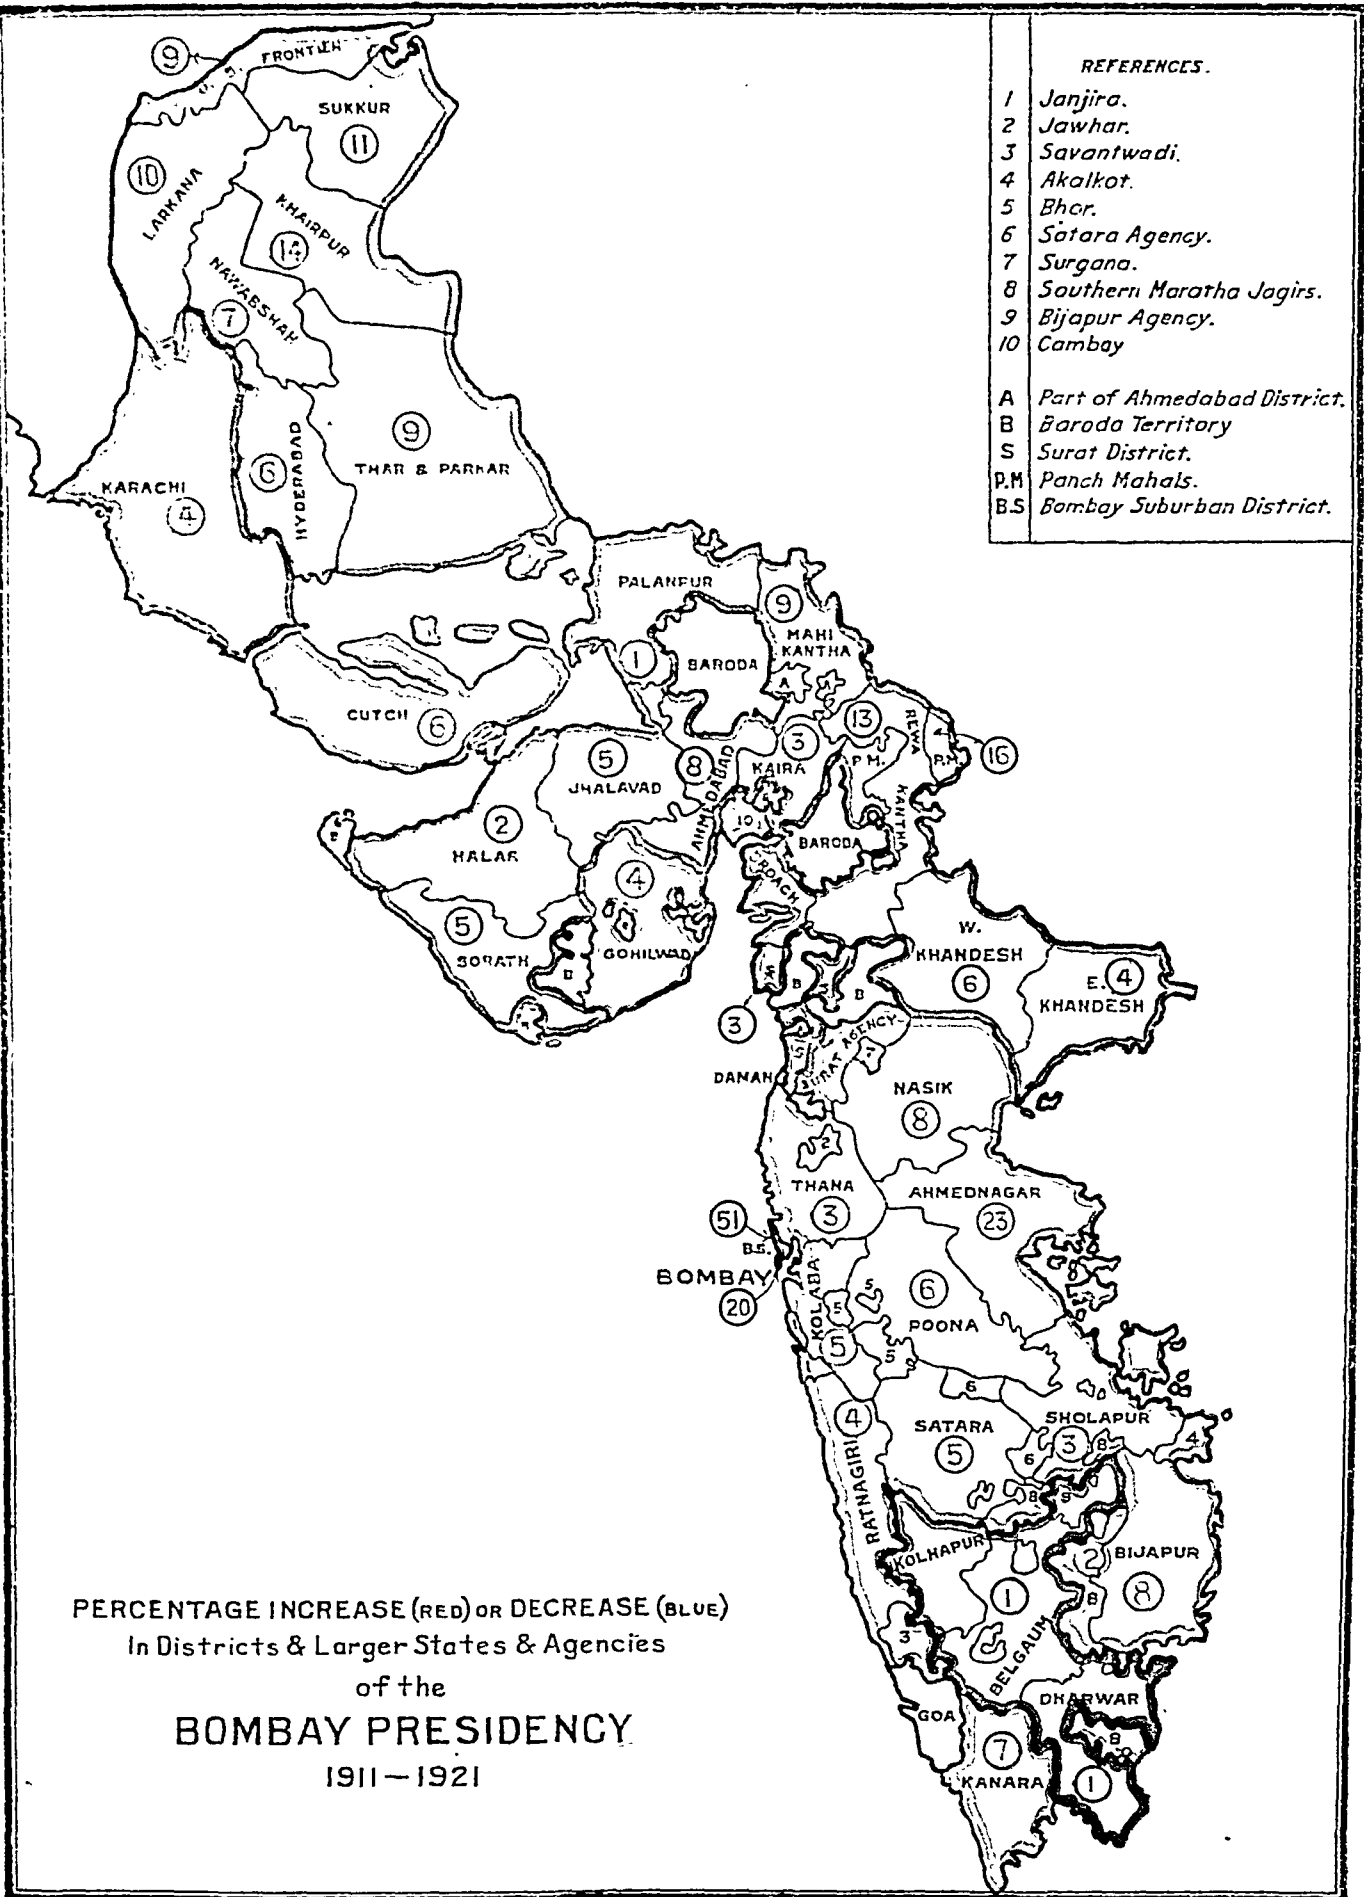 REFERENCES.
1 Janjira.
2 Jawhar.
3 Savantwadi.
4 Akalkot.
5 Bhor.
6 Satara Agency.
7 Surgana.
8 Southern Maratha Jagirs.
9 Bijapur Agency.
10 Cambay
A Part of Ahmedabad District.
B Baroda Territory
S Surat District.
P.M Panch Mahals.
B.S Bombay Suburban District.
9
FRONTIER
SUKKUR
11
10
LARKANA
KHAIRPUR
14
NAWABSHAH
7
9
THAR & PARKAR
6
HYDERABAD
KARACHI
4
PALANPUR
9
MAHI
KANTHA
1
BARODA
A
CUTCH 6
13
REWA
KANTHA
16
3
KAIRA
P.M.
P.M.
5
JHALAVAD
8
AHMEDABAD
10
2
HALAR
BARODA
BROACH
4
GOHILWAD
5
SORATH
B
W.
KHANDESH
6
E. 4
KHANDESH
B
B
3
SURAT AGENCY
DAMAN
NASIK
8
2
THANA
3
AHMEDNAGAR
23
51
B.S.
BOMBAY
20
KOLABA
5
5
5
5
6
POONA
8
6
4
RATNAGIRI
SATARA
5
SHOLAPUR
3
8
6
4
8
9
KOLHAPUR
2
BIJAPUR
8
8
1
BELGAUM
3
GOA
DHARWAR
8
7
KANARA
1
PERCENTAGE INCREASE (RED) OR DECREASE (BLUE)
In Districts & Larger States & Agencies
of the
BOMBAY PRESIDENCY
1911—1921